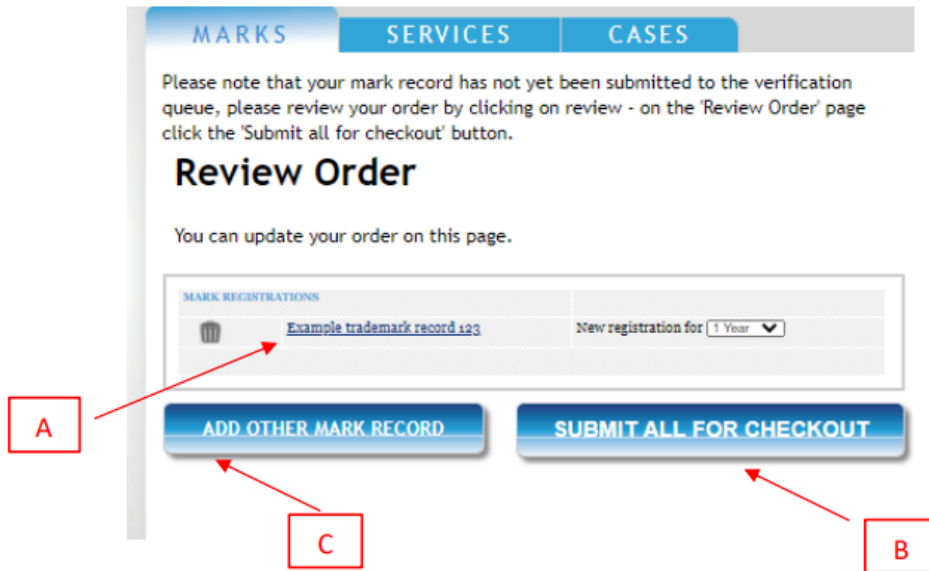 MARKS SERVICES CASES
Please note that your mark record has not yet been submitted to the verification
queue, please review your order by clicking on review - on the 'Review Order' page
click the 'Submit all for checkout' button.
Review Order
You can update your order on this page.
MARK REGISTRATIONS
Example trademark record 123 New registration for 1 Year
A
ADD OTHER MARK RECORD SUBMIT ALL FOR CHECKOUT
C
B